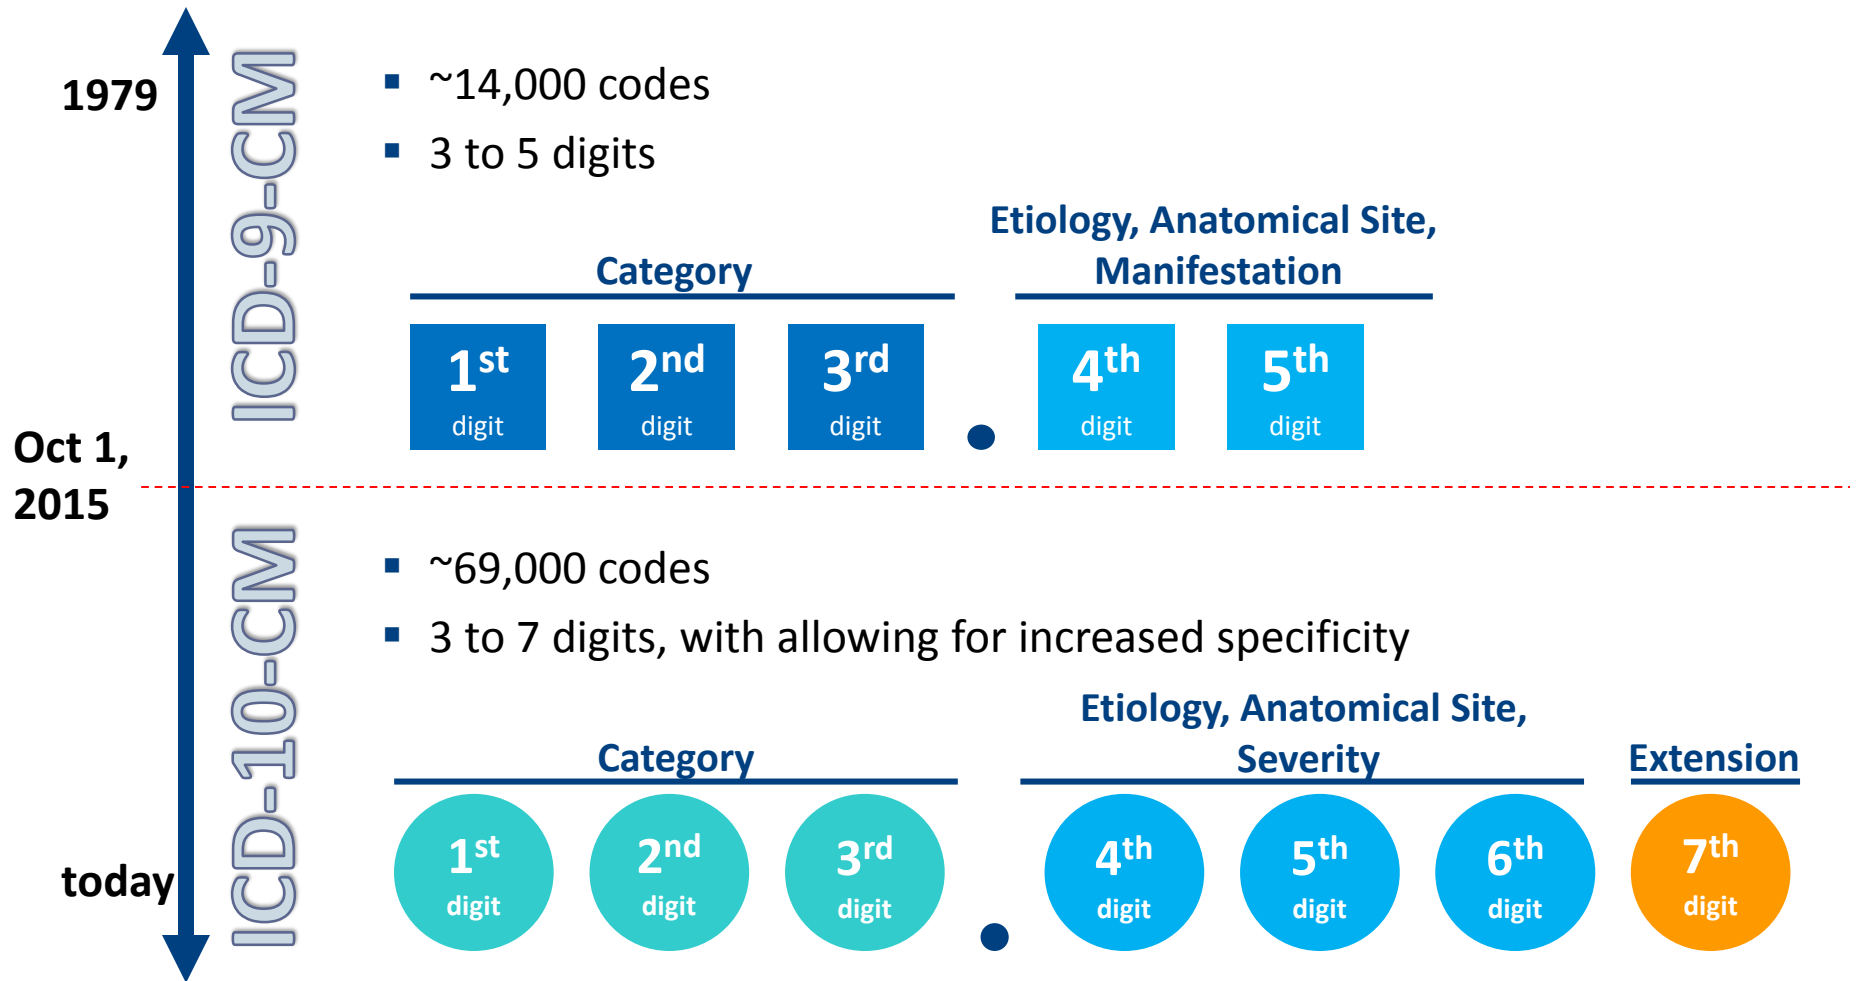 1979
ICD-9-CM
~14,000 codes
3 to 5 digits
Category
Etiology, Anatomical Site,
Manifestation
1st
digit
2nd
digit
3rd
digit
.
4th
digit
5th
digit
Oct 1,
2015
ICD-10-CM
~69,000 codes
3 to 7 digits, with allowing for increased specificity
Category
Etiology, Anatomical Site,
Severity
Extension
1st
digit
2nd
digit
3rd
digit
.
4th
digit
5th
digit
6th
digit
7th
digit
today